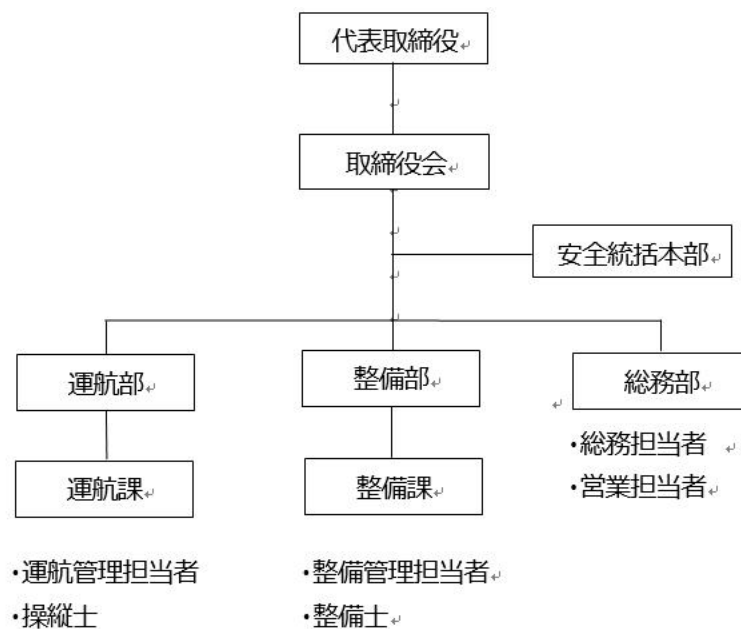 代表取締役
取締役会
安全統括本部
運航部
整備部
総務部
・総務担当者
・営業担当者
運航課
整備課
・運航管理担当者
・操縦士
・整備管理担当者
・整備士